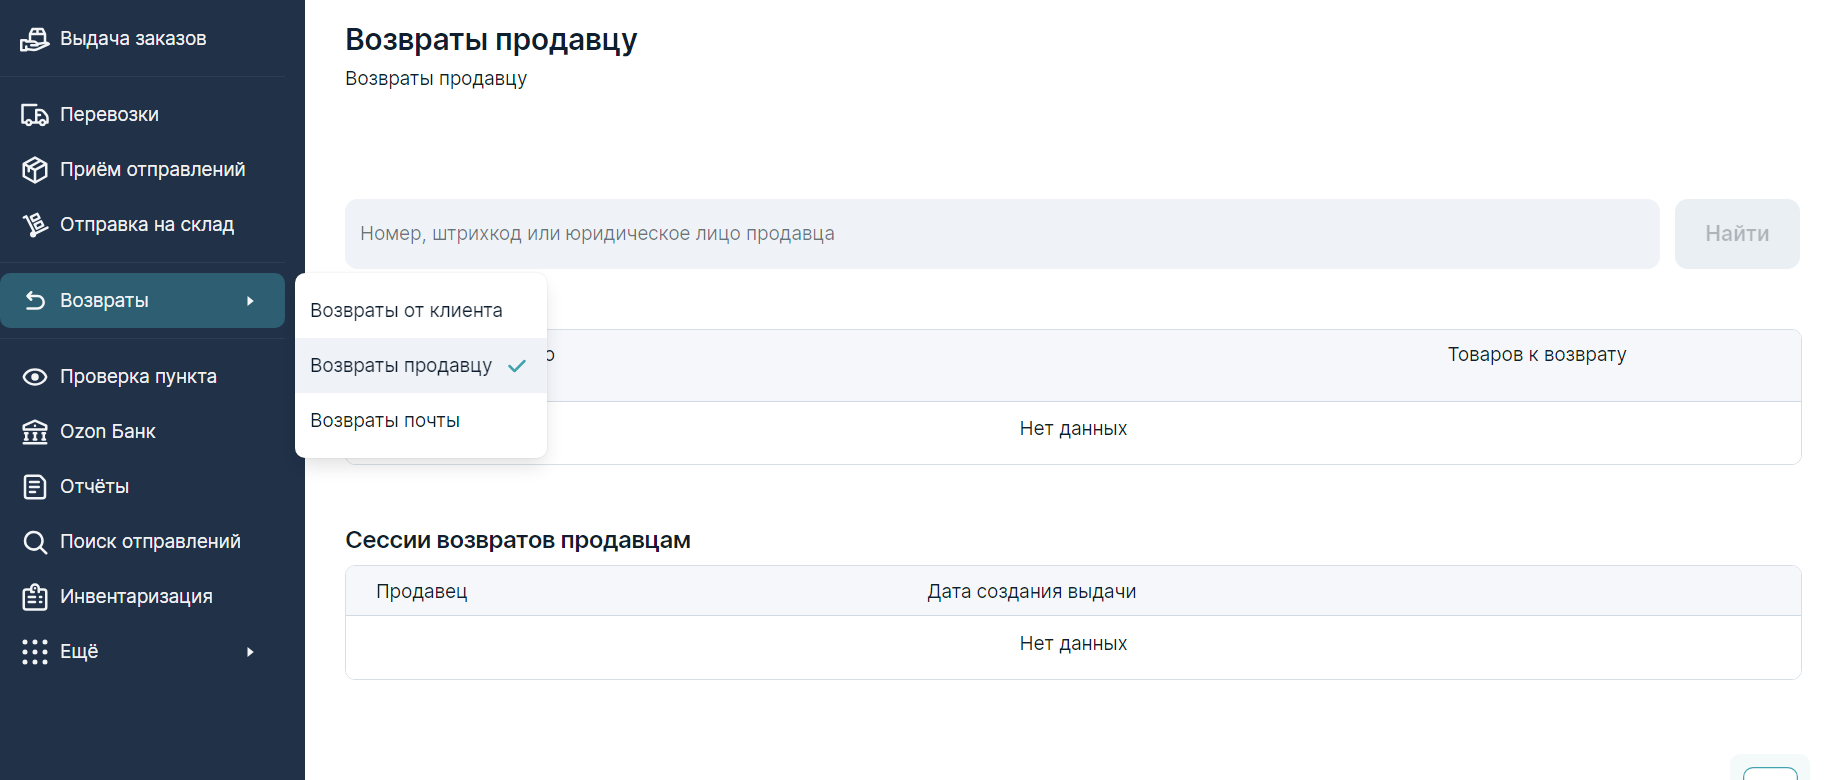 Выдача заказов
Перевозки
Приём отправлений
Отправка на склад
Возвраты
Проверка пункта
Ozon Банк
Отчёты
Поиск отправлений
Инвентаризация
Ещё
Возвраты от клиента
Возвраты продавцу
Возвраты почты
Возвраты продавцу
Возвраты продавцу
Номер, штрихкод или юридическое лицо продавца
Найти
Товаров к возврату
Нет данных
Сессии возвратов продавцам
Продавец
Дата создания выдачи
Нет данных